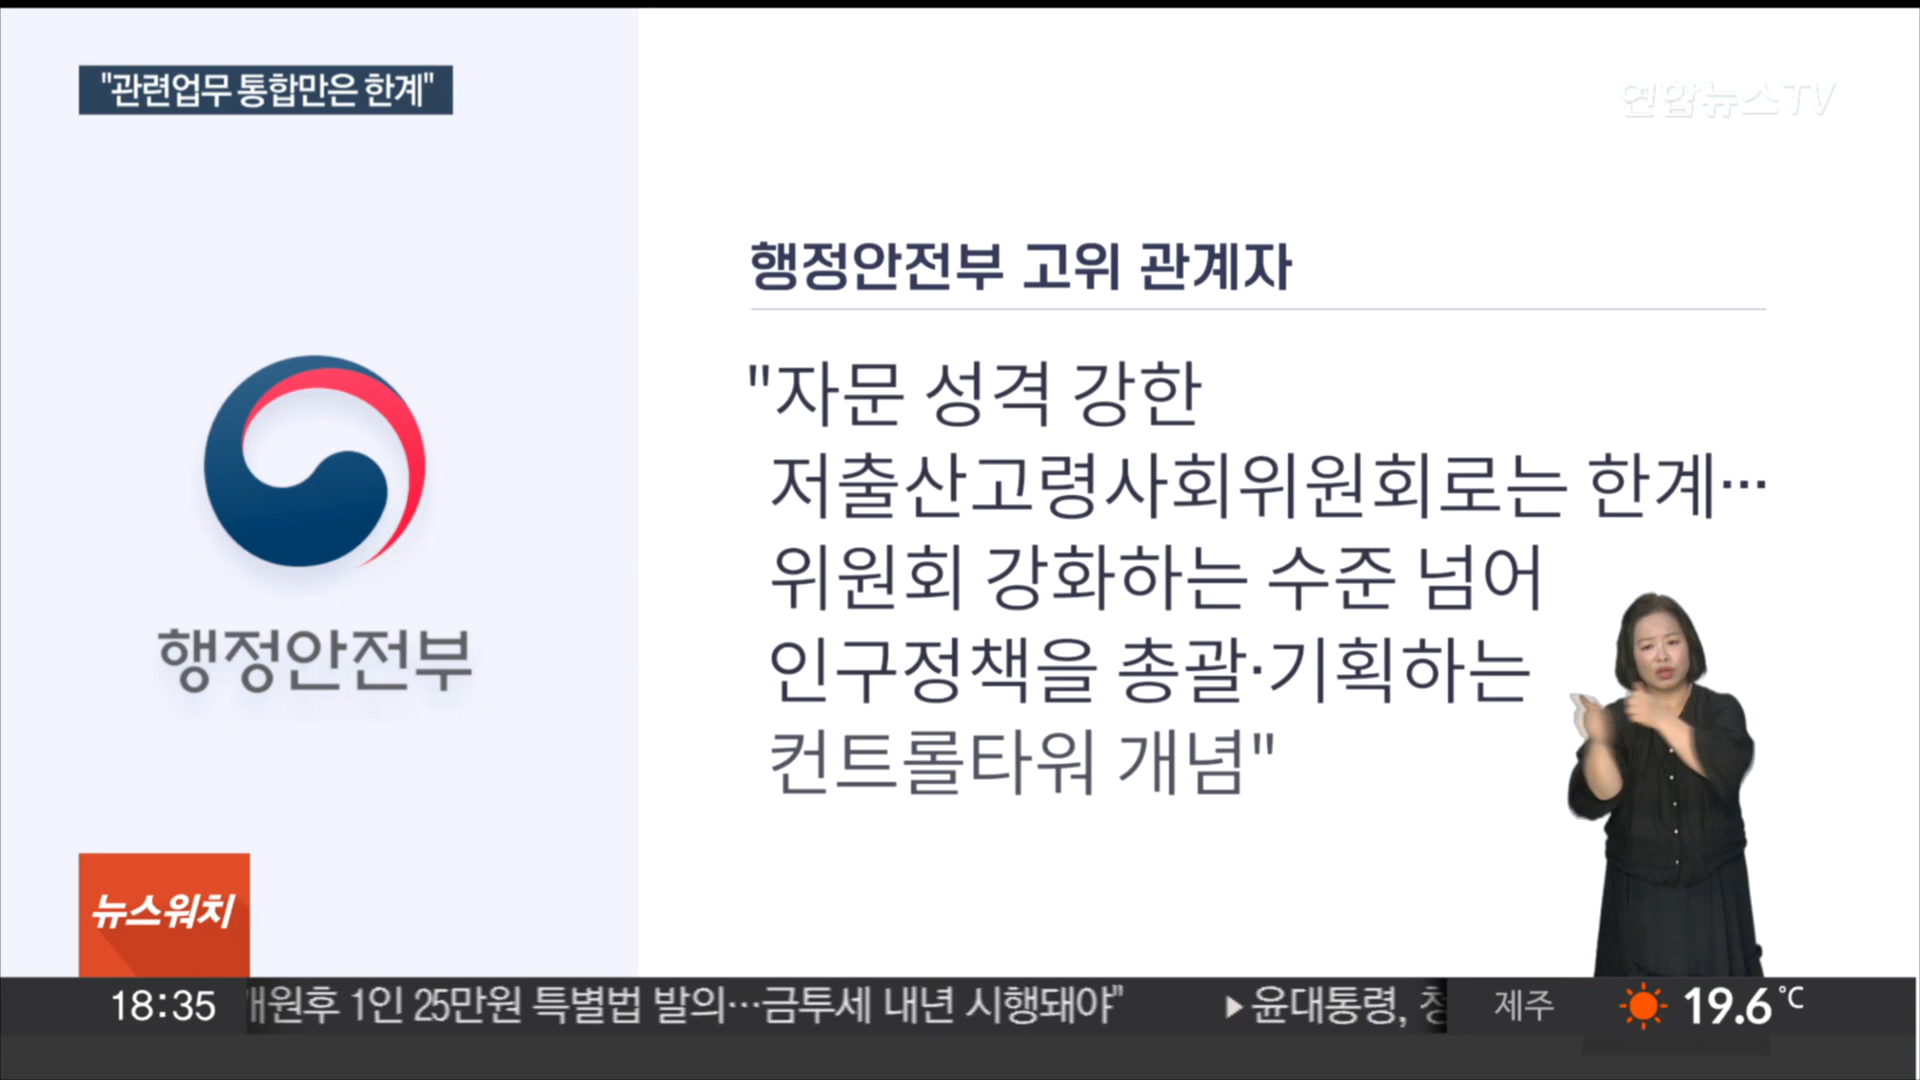 "관련업무 통합만은 한계"
연합뉴스TV
행정안전부 고위 관계자
"자문 성격 강한
저출산고령사회위원회로는 한계…
위원회 강화하는 수준 넘어
인구정책을 총괄·기획하는
컨트롤타워 개념"
행정안전부
뉴스워치
18:35 개원후 1인 25만원 특별법 발의…금투세 내년 시행돼야" ▶윤대통령, 제주 19.6℃